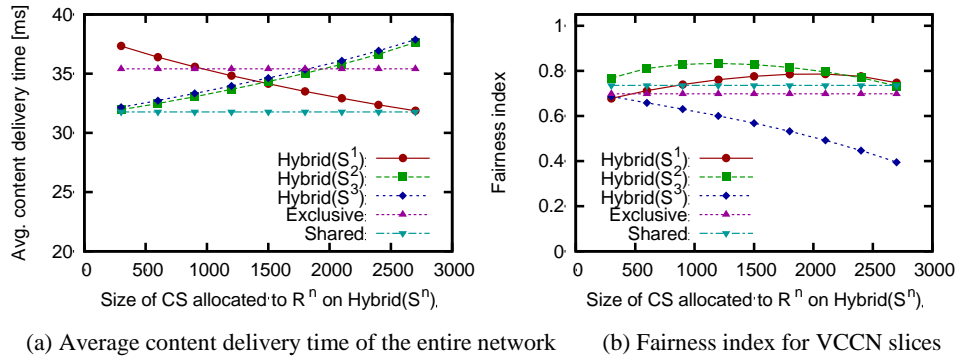 Avg. content delivery time [ms]
40
35
30
25
20
Hybrid(S^1)
Hybrid(S^2)
Hybrid(S^3)
Exclusive
Shared
0 500 1000 1500 2000 2500 3000
Size of CS allocated to R^n on Hybrid(S^n)
(a) Average content delivery time of the entire network
Fairness index
1
0.8
0.6
0.4
0.2
0
Hybrid(S^1)
Hybrid(S^2)
Hybrid(S^3)
Exclusive
Shared
0 500 1000 1500 2000 2500 3000
Size of CS allocated to R^n on Hybrid(S^n)
(b) Fairness index for VCCN slices